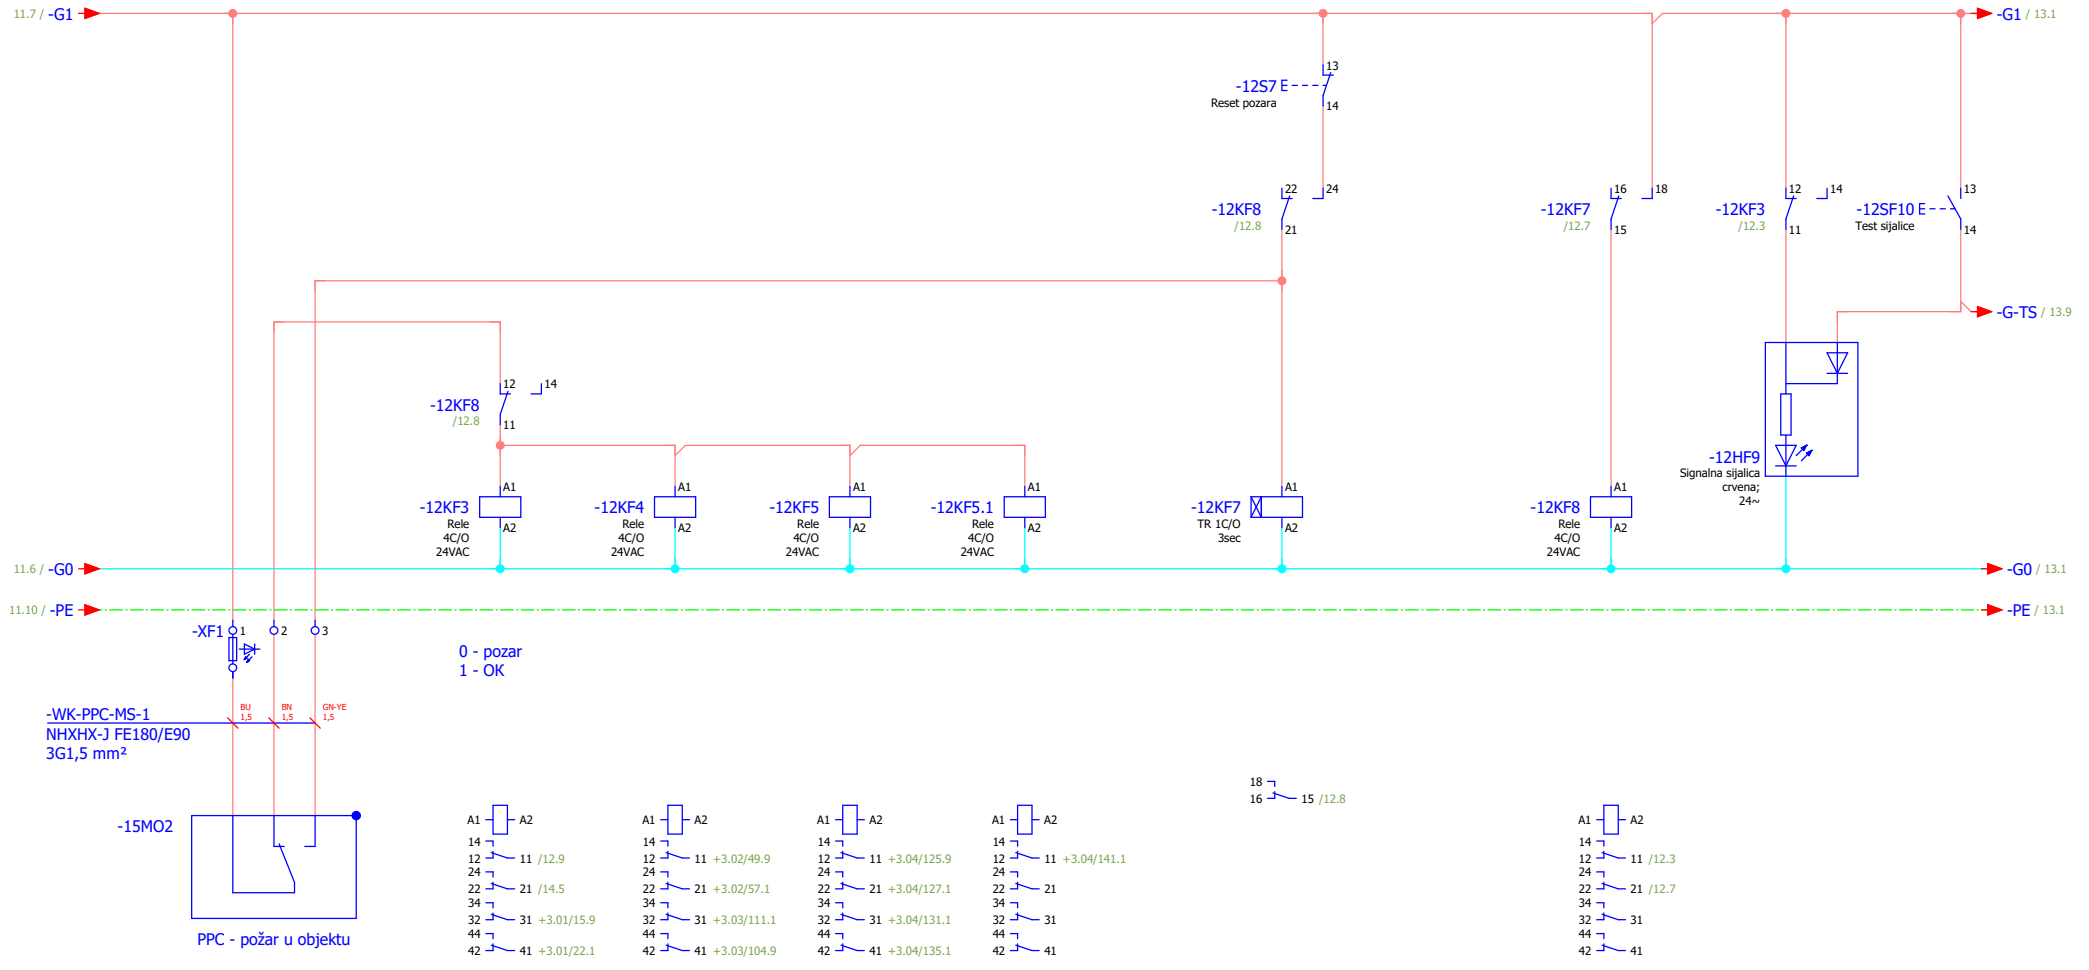 11.7 / -G1
-G1 / 13.1
13
-12S7 E
Reset pozara
14
22
24
-12KF8
/12.8
21
16
18
-12KF7
/12.7
15
12
14
-12KF3
/12.3
11
13
-12SF10 E
Test sijalice
14
-G-TS / 13.9
12
14
-12KF8
/12.8
11
A1
-12KF3
A2
Rele
4C/O
24VAC
A1
-12KF4
A2
Rele
4C/O
24VAC
A1
-12KF5
A2
Rele
4C/O
24VAC
A1
-12KF5.1
A2
Rele
4C/O
24VAC
A1
-12KF7
A2
TR 1C/O
3sec
A1
-12KF8
A2
Rele
4C/O
24VAC
-12HF9
Signalna sijalica
crvena;
24~
11.6 / -G0
-G0 / 13.1
11.10 / -PE
-PE / 13.1
-XF1 1 2 3
0 - pozar
1 - OK
-WK-PPC-MS-1
NHXHX-J FE180/E90
3G1,5 mm²
BU
1,5
BN
1,5
GN-YE
1,5
-15MO2
PPC - požar u objektu
A1 A2
14
12 11 /12.9
24
22 21 /14.5
34
32 31 +3.01/15.9
44
42 41 +3.01/22.1
A1 A2
14
12 11 +3.02/49.9
24
22 21 +3.02/57.1
34
32 31 +3.03/111.1
44
42 41 +3.03/104.9
A1 A2
14
12 11 +3.04/125.9
24
22 21 +3.04/127.1
34
32 31 +3.04/131.1
44
42 41 +3.04/135.1
A1 A2
14
12 11 +3.04/141.1
24
22 21
34
32 31
44
42 41
18
16 15 /12.8
A1 A2
14
12 11 /12.3
24
22 21 /12.7
34
32 31
44
42 41